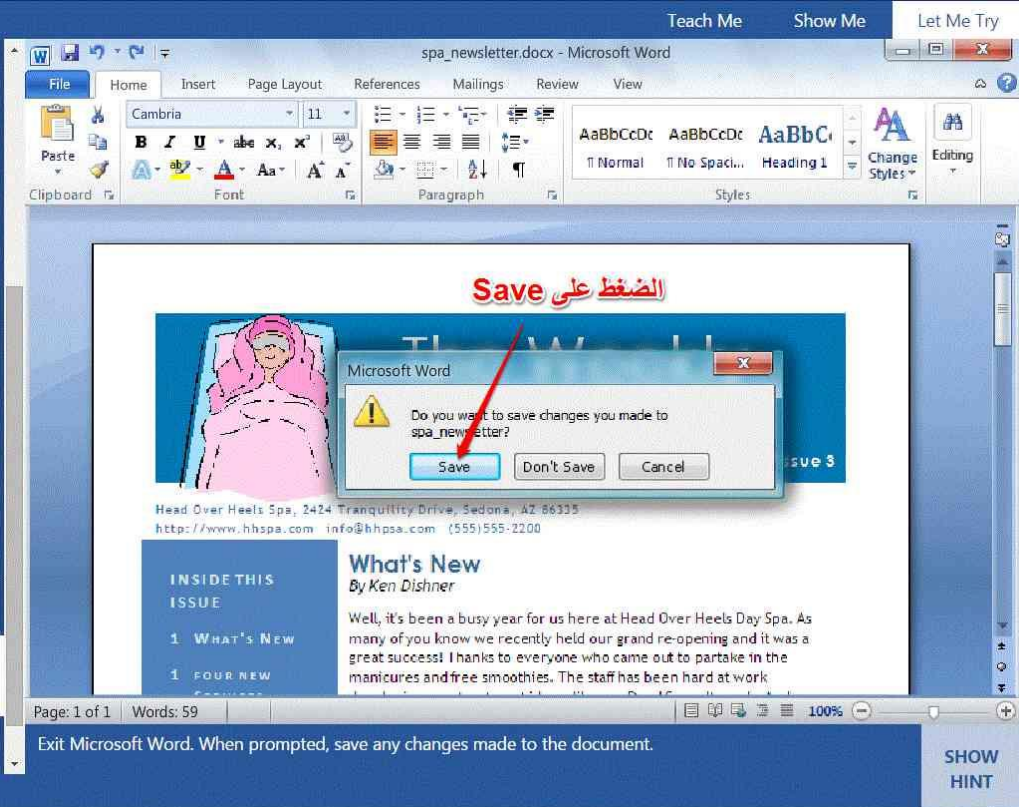 Teach Me Show Me Let Me Try
spa_newsletter.docx - Microsoft Word
File Home Insert Page Layout References Mailings Review View
Cambria 11
AaBbCcDc AaBbCcDc AaBbC
Paste B I U abc x, x² ab A Aa A A ¶ ¶ Normal ¶ No Spaci... Heading 1 Change Styles Editing
Clipboard Font Paragraph Styles
الضغط على Save
Microsoft Word
Do you want to save changes you made to
spa_newsletter?
Save Don't Save Cancel
ssue 3
Head Over Heels Spa, 2424 Tranquility Drive, Sedona, AZ 86335
http://www.hhspa.com info@hhpsa.com (555)555-2200
What's New
By Ken Dishner
INSIDE THIS
ISSUE
1 WHAT'S NEW
1 FOUR NEW
Well, it's been a busy year for us here at Head Over Heels Day Spa. As
many of you know we recently held our grand re-opening and it was a
great success! Thanks to everyone who came out to partake in the
manicures and free smoothies. The staff has been hard at work
Page: 1 of 1 Words: 59 100%
Exit Microsoft Word. When prompted, save any changes made to the document.
SHOW
HINT